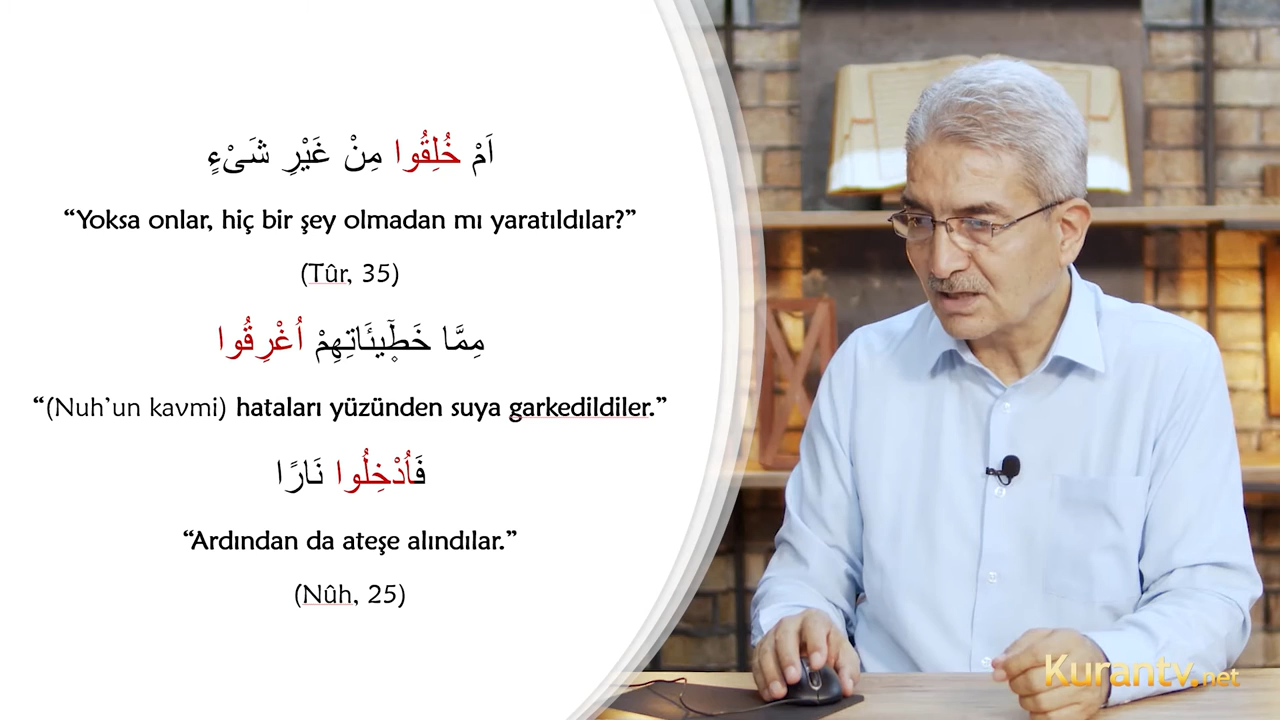 اَمْ خُلِقُوا مِنْ غَيْرِ شَىْءٍ
“Yoksa onlar, hiç bir şey olmadan mı yaratıldılar?”
(Tûr, 35)
مِمَّا خَطٓيـَٔاتِهِمْ اُغْرِقُوا
“(Nuh’un kavmi) hataları yüzünden suya garkedildiler.”
فَاُدْخِلُوا نَارًا
“Ardından da ateşe alındılar.”
(Nûh, 25)
Kurantv.net